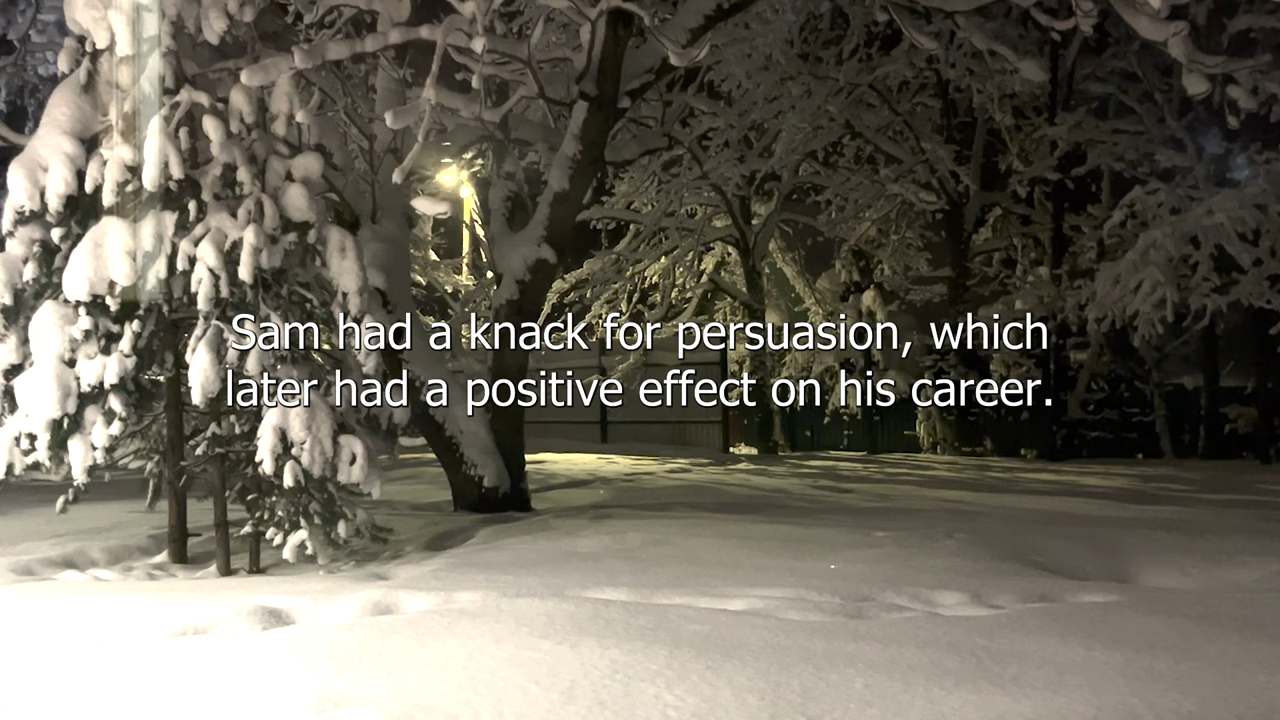 Sam had a knack for persuasion, which
later had a positive effect on his career.